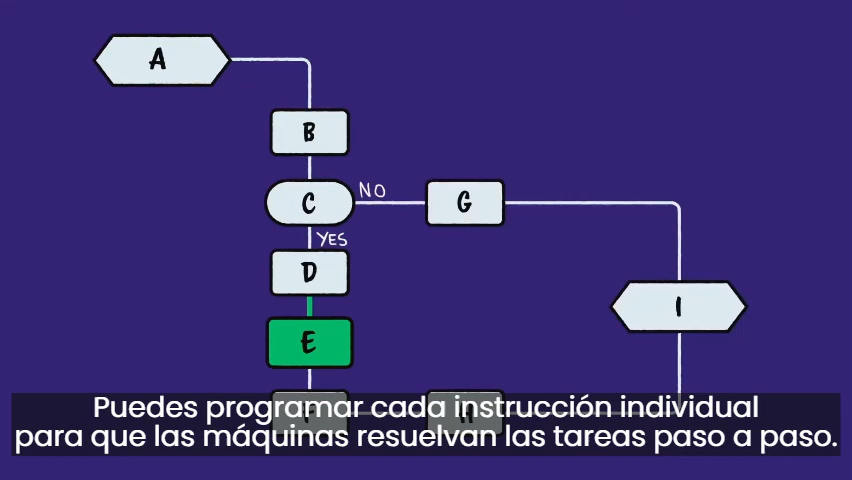 A
B
C
NO
G
YES
D
I
E
F
H
Puedes programar cada instrucción individual
para que las máquinas resuelvan las tareas paso a paso.